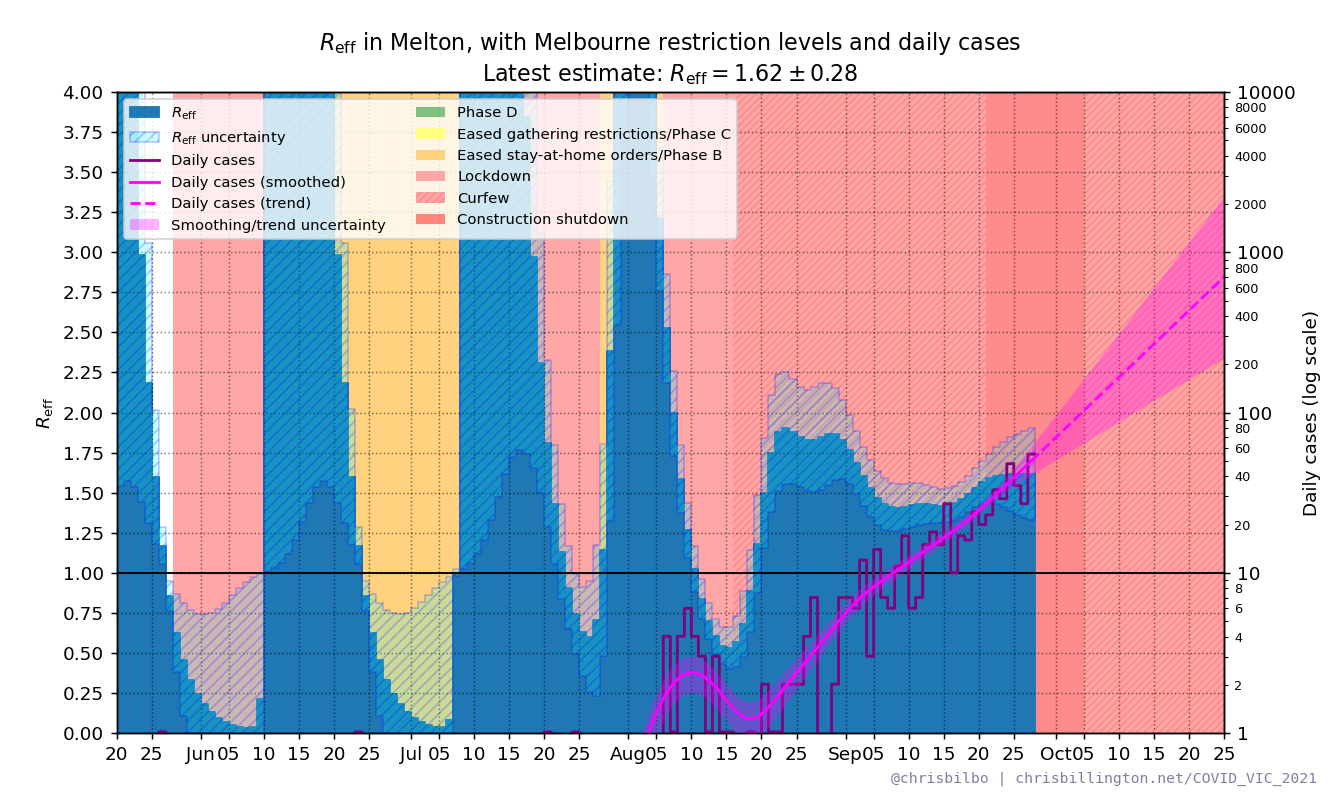 Reff in Melton, with Melbourne restriction levels and daily cases
Latest estimate: Reff = 1.62 ± 0.28
Reff
Reff uncertainty
Daily cases
Daily cases (smoothed)
Daily cases (trend)
Smoothing/trend uncertainty
Phase D
Eased gathering restrictions/Phase C
Eased stay-at-home orders/Phase B
Lockdown
Curfew
Construction shutdown
Reff
4.00
3.75
3.50
3.25
3.00
2.75
2.50
2.25
2.00
1.75
1.50
1.25
1.00
0.75
0.50
0.25
0.00
10000
8000
6000
4000
2000
1000
800
600
400
200
100
80
60
40
20
10
8
6
4
2
1
Daily cases (log scale)
20 25 Jun 05 10 15 20 25 Jul 05 10 15 20 25 Aug 05 10 15 20 25 Sep 05 10 15 20 25 Oct 05 10 15 20 25
@chrisbilbo | chrisbillington.net/COVID_VIC_2021